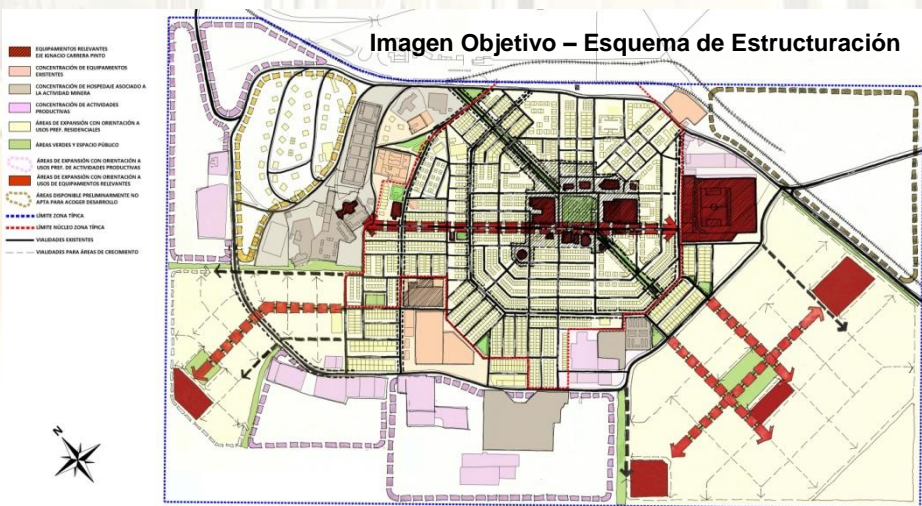 Imagen Objetivo – Esquema de Estructuración
EQUIPAMIENTOS RELEVANTES
EJE IGNACIO CARRERA PINTO
CONCENTRACIÓN DE EQUIPAMIENTOS
EXISTENTES
CONCENTRACIÓN DE HOSPEDAJE ASOCIADO A
LA ACTIVIDAD MINERA
CONCENTRACIÓN DE ACTIVIDADES
PRODUCTIVAS
ÁREAS DE EXPANSIÓN CON ORIENTACIÓN A
USOS PREF. RESIDENCIALES
ÁREAS VERDES Y ESPACIO PÚBLICO
ÁREAS DE EXPANSIÓN CON ORIENTACIÓN A
USOS PREF. DE ACTIVIDADES PRODUCTIVAS
ÁREAS DE EXPANSIÓN CON ORIENTACIÓN A
USOS DE EQUIPAMIENTOS RELEVANTES
ÁREAS DISPONIBLE PRELIMINARMENTE NO
APTA PARA ACOGER DESARROLLO
LÍMITE ZONA TÍPICA
LÍMITE NÚCLEO ZONA TÍPICA
VIALIDADES EXISTENTES
VIALIDADES PARA ÁREAS DE CRECIMIENTO
N